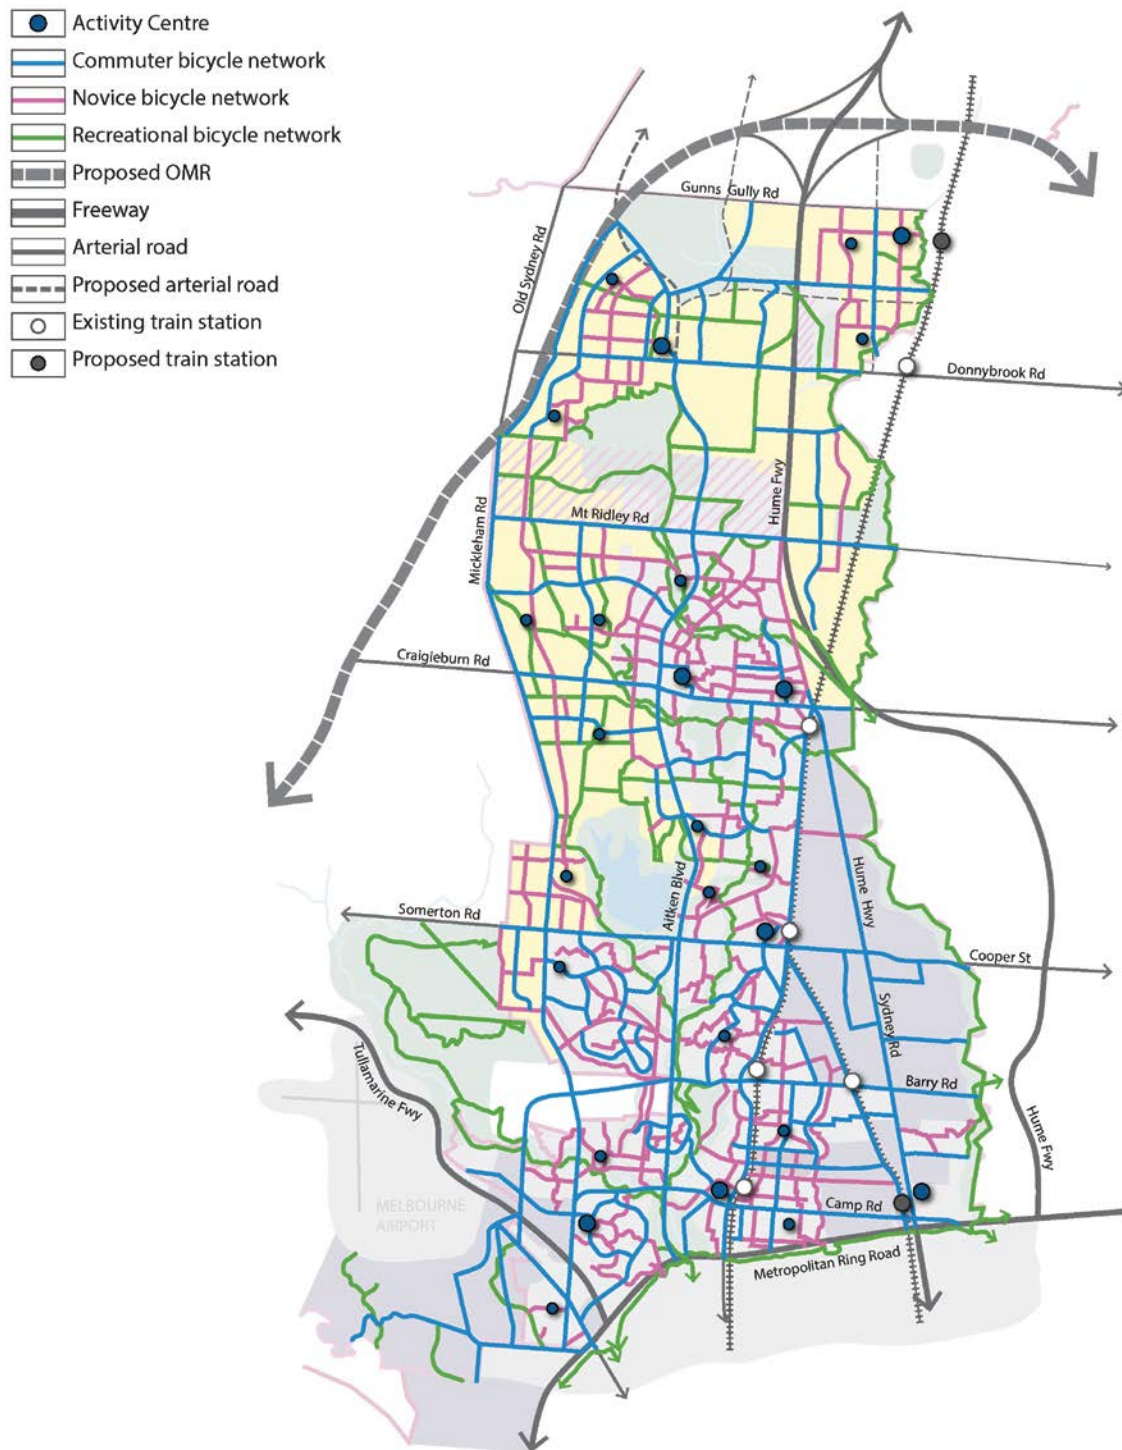 Activity Centre
Commuter bicycle network
Novice bicycle network
Recreational bicycle network
Proposed OMR
Freeway
Arterial road
Proposed arterial road
Existing train station
Proposed train station
Gunns Gully Rd
Old Sydney Rd
Donnybrook Rd
Hume Fwy
Mt Ridley Rd
Mickleham Rd
Craigieburn Rd
Aitken Blvd
Hume Hwy
Somerton Rd
Cooper St
Sydney Rd
Tullamarine Fwy
Barry Rd
Hume Fwy
MELBOURNE
AIRPORT
Camp Rd
Metropolitan Ring Road